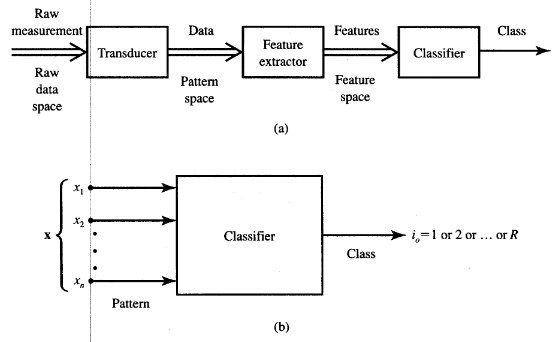 Raw
measurement
Raw
data
space
Transducer
Data
Pattern
space
Feature
extractor
Features
Feature
space
Classifier
Class
(a)
x
x₁
x₂
xₙ
Pattern
Classifier
Class
iₒ=1 or 2 or ... or R
(b)